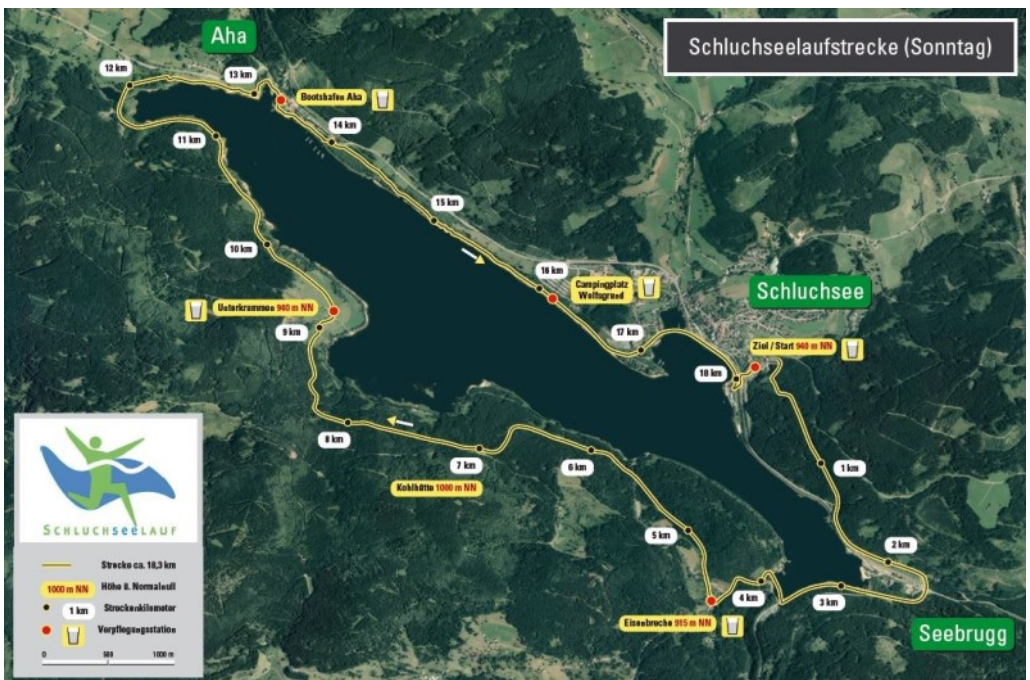 Schluchseelaufstrecke (Sonntag)
Aha
12 km
13 km
Bootshafen Aha
14 km
11 km
15 km
10 km
16 km
Campingplatz
Wolfsgrund
Schluchsee
Unterkrummen 940 m NN
9 km
17 km
Ziel / Start 940 m NN
18 km
8 km
7 km
6 km
1 km
Kohlhütte 1000 m NN
5 km
2 km
4 km
3 km
Eisenbreche 915 m NN
Seebrugg
SCHLUCHseeLAUF
Strecke ca. 18,3 km
1000 m NN
Höhe ü. Normalnull
1 km
Streckenkilometer
Verpflegungsstation
0 500 1000 m